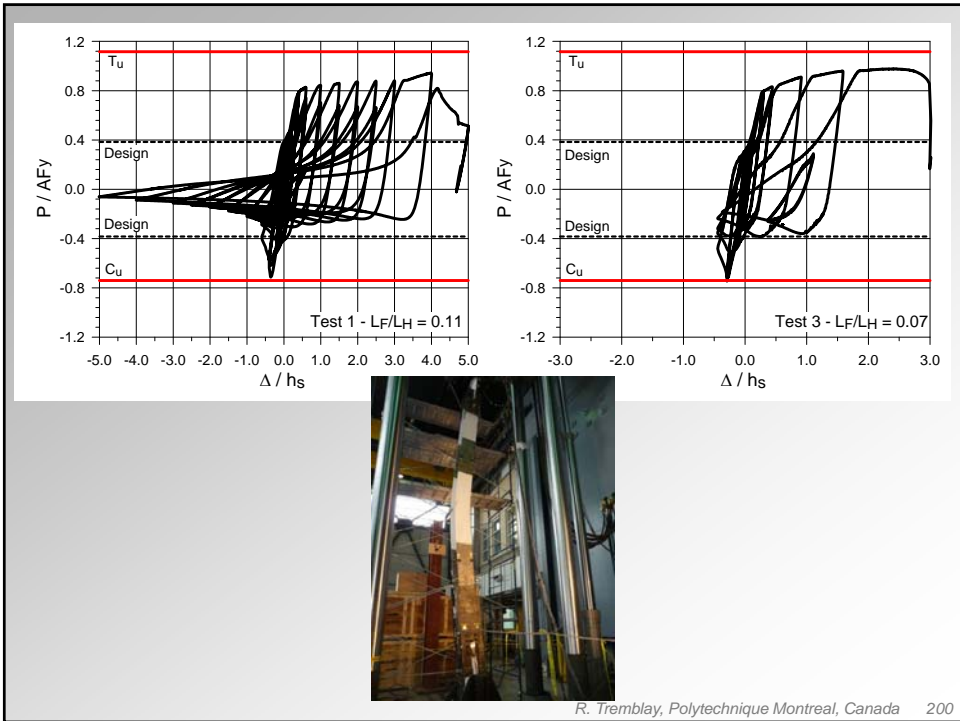 1.2
0.8
0.4
0.0
-0.4
-0.8
-1.2
P / AFy
Tu
Design
Design
Cu
Test 1 - LF/LH = 0.11
-5.0 -4.0 -3.0 -2.0 -1.0 0.0 1.0 2.0 3.0 4.0 5.0
Δ / hs
1.2
0.8
0.4
0.0
-0.4
-0.8
-1.2
P / AFy
Tu
Design
Design
Cu
Test 3 - LF/LH = 0.07
-3.0 -2.0 -1.0 0.0 1.0 2.0 3.0
Δ / hs
R. Tremblay, Polytechnique Montreal, Canada 200